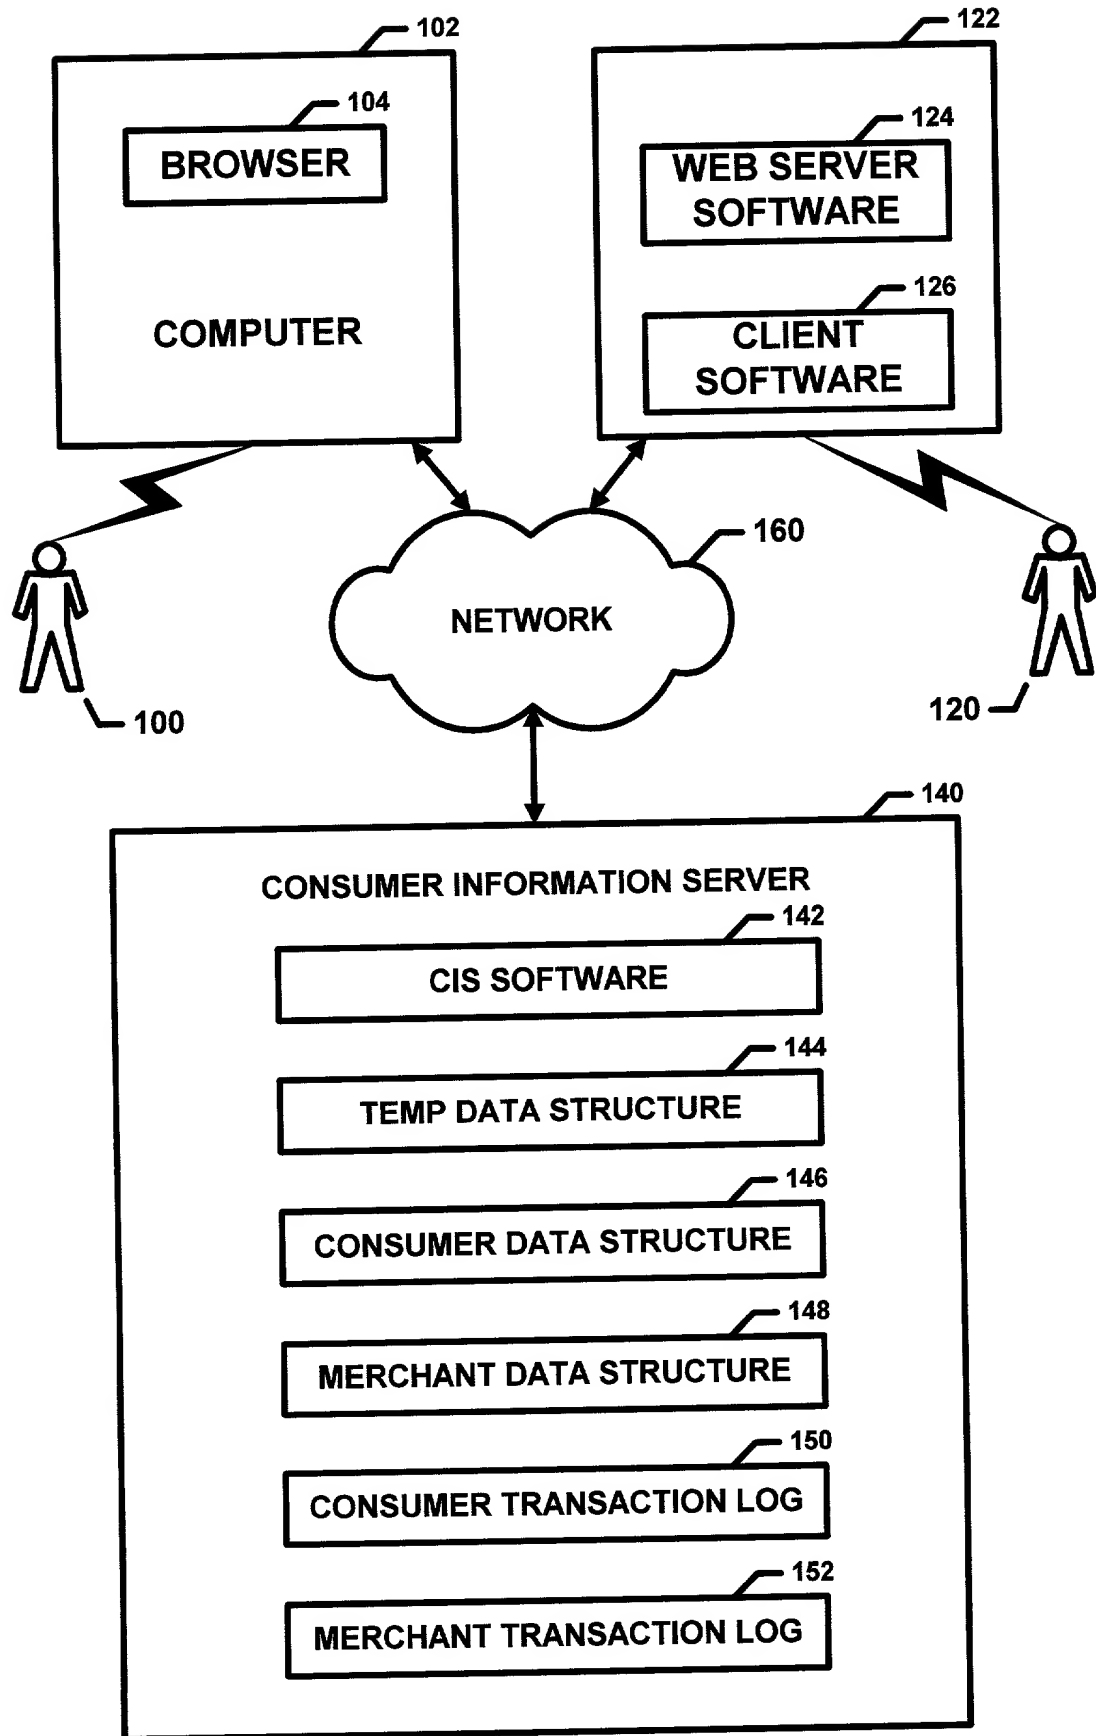 102
104
BROWSER
COMPUTER
122
124
WEB SERVER
SOFTWARE
126
CLIENT
SOFTWARE
160
NETWORK
100
120
140
CONSUMER INFORMATION SERVER
142
CIS SOFTWARE
144
TEMP DATA STRUCTURE
146
CONSUMER DATA STRUCTURE
148
MERCHANT DATA STRUCTURE
150
CONSUMER TRANSACTION LOG
152
MERCHANT TRANSACTION LOG